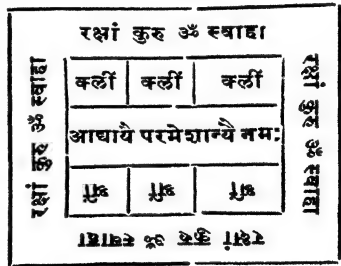 रक्षां कुरु ॐ स्वाहा
रक्षां कुरु ॐ स्वाहा
क्लीं क्लीं क्लीं
आद्यायै परमेशान्यै नमः
रक्षां कुरु ॐ स्वाहा
रक्षां कुरु ॐ स्वाहा